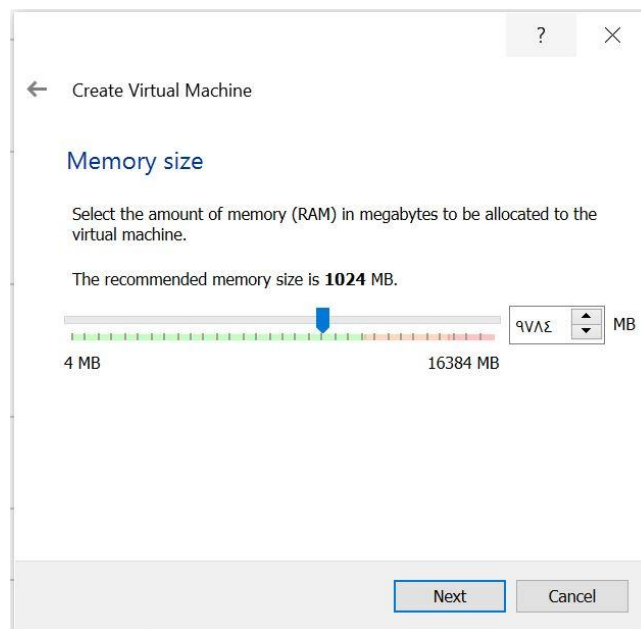 ?
Create Virtual Machine
Memory size
Select the amount of memory (RAM) in megabytes to be allocated to the
virtual machine.
The recommended memory size is 1024 MB.
٩٧٨٤ MB
4 MB 16384 MB
Next Cancel